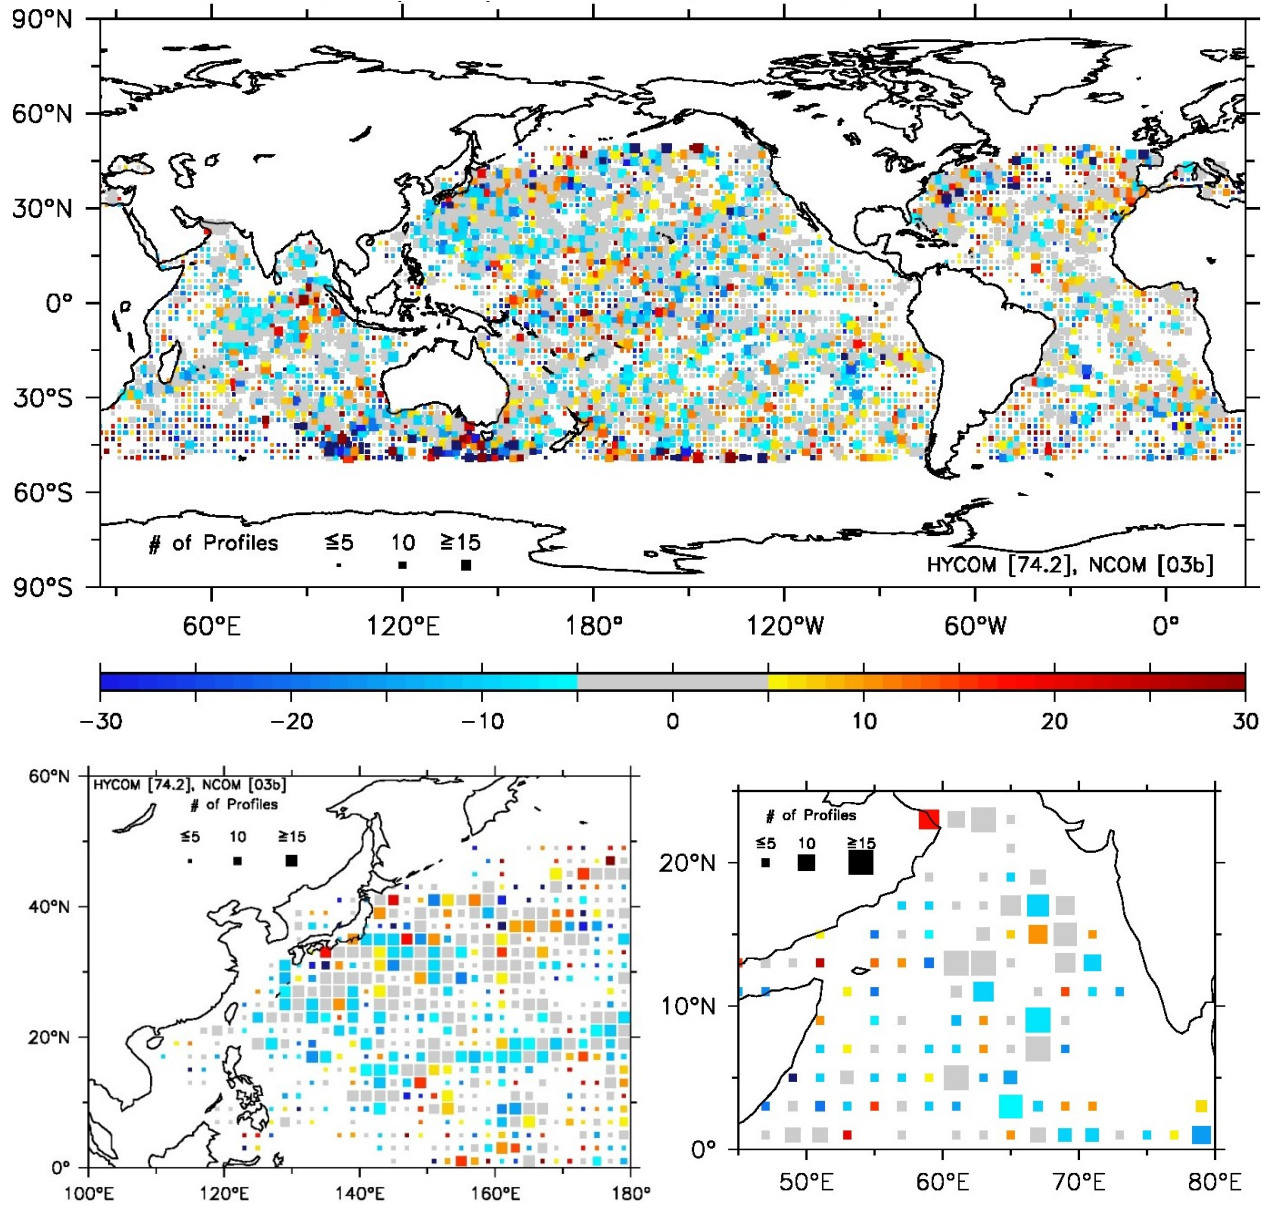 90°N
60°N
30°N
0°
30°S
60°S
90°S
# of Profiles ≦5 10 ≧15
HYCOM [74.2], NCOM [03b]
60°E 120°E 180° 120°W 60°W 0°
−30 −20 −10 0 10 20 30
60°N
40°N
20°N
0°
HYCOM [74.2], NCOM [03b]
# of Profiles
≦5 10 ≧15
100°E 120°E 140°E 160°E 180°
# of Profiles
≦5 10 ≧15
20°N
10°N
0°
50°E 60°E 70°E 80°E